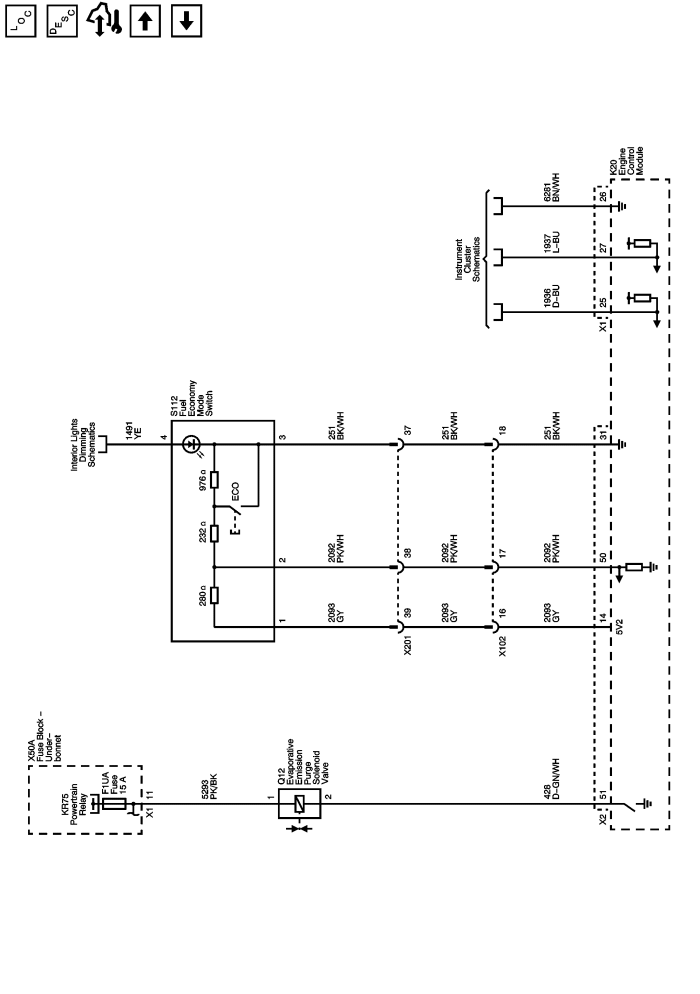 LOC
DESC
K20
Engine
Control
Module
6281
BN/WH
26
1937
L-BU
27
1936
D-BU
25
X1
Instrument
Cluster
Schematics
Interior Lights
Dimming
Schematics
1491
YE
4
S112
Fuel
Economy
Mode
Switch
976 Ω
ECO
232 Ω
280 Ω
3
251
BK/WH
37
251
BK/WH
18
251
BK/WH
31
2
2092
PK/WH
38
2092
PK/WH
17
2092
PK/WH
50
1
2093
GY
39
2093
GY
16
2093
GY
14
5V2
X201
X102
X50A
Fuse Block –
Under–
bonnet
KR75
Powertrain
Relay
F1UA
Fuse
15 A
11
X1
5293
PK/BK
1
Q12
Evaporative
Emission
Purge
Solenoid
Valve
2
428
D-GN/WH
51
X2